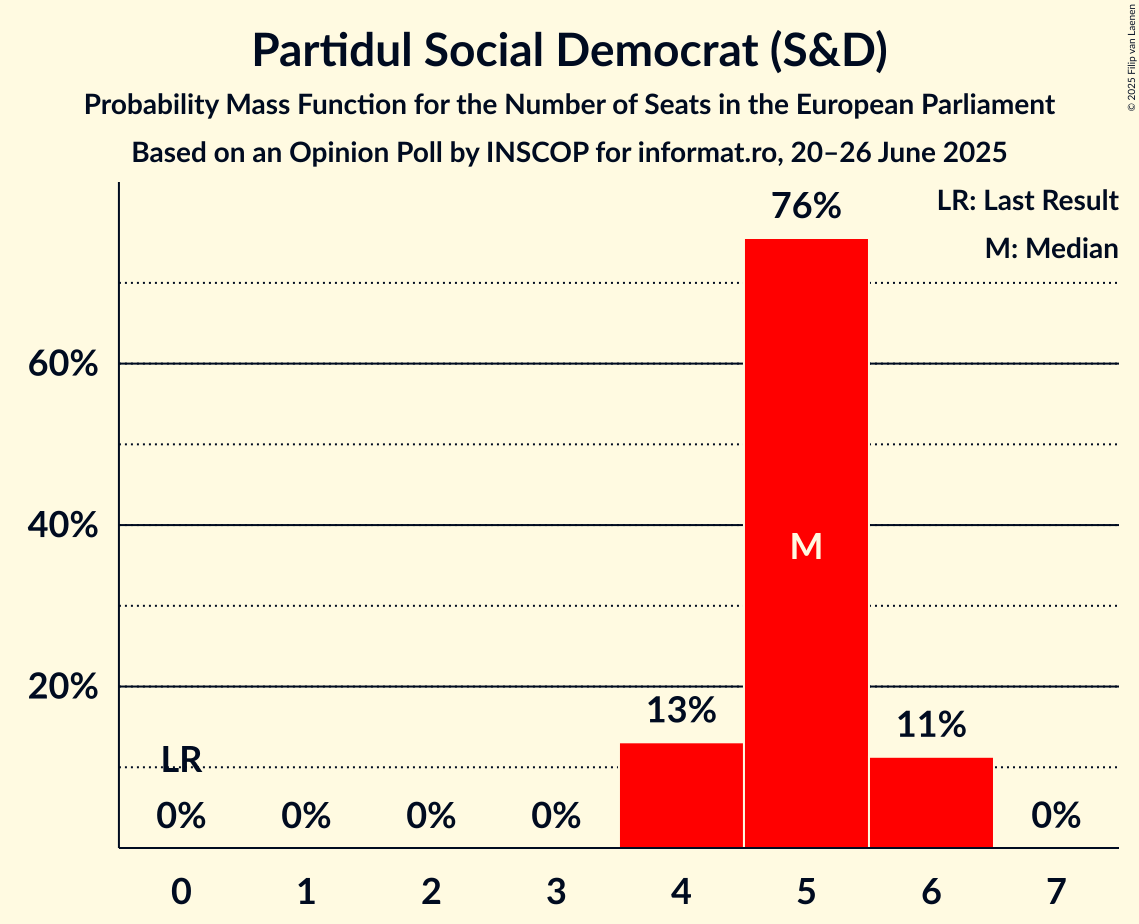 Partidul Social Democrat (S&D)
Probability Mass Function for the Number of Seats in the European Parliament
Based on an Opinion Poll by INSCOP for informat.ro, 20–26 June 2025
© 2025 Filip van Laenen
LR: Last Result
M: Median
76%
60%
40%
M
20%
13%
11%
LR
0% 0% 0% 0% 0%
0 1 2 3 4 5 6 7